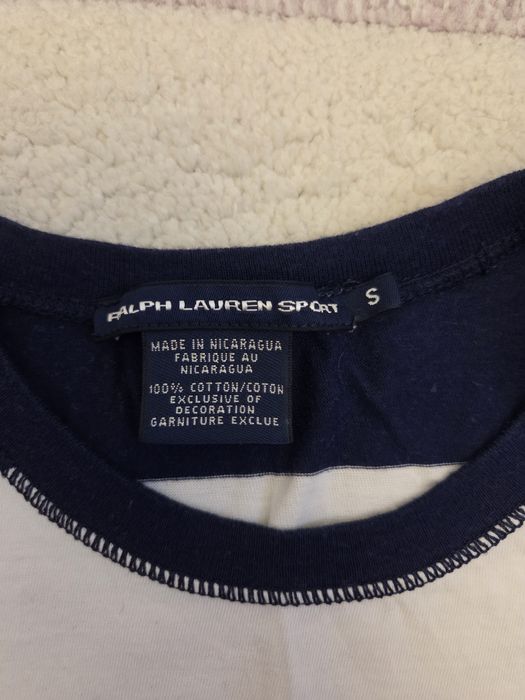 RALPH LAUREN SPORT
S
MADE IN NICARAGUA
FABRIQUE AU
NICARAGUA
100% COTTON/COTON
EXCLUSIVE OF
DECORATION
GARNITURE EXCLUE